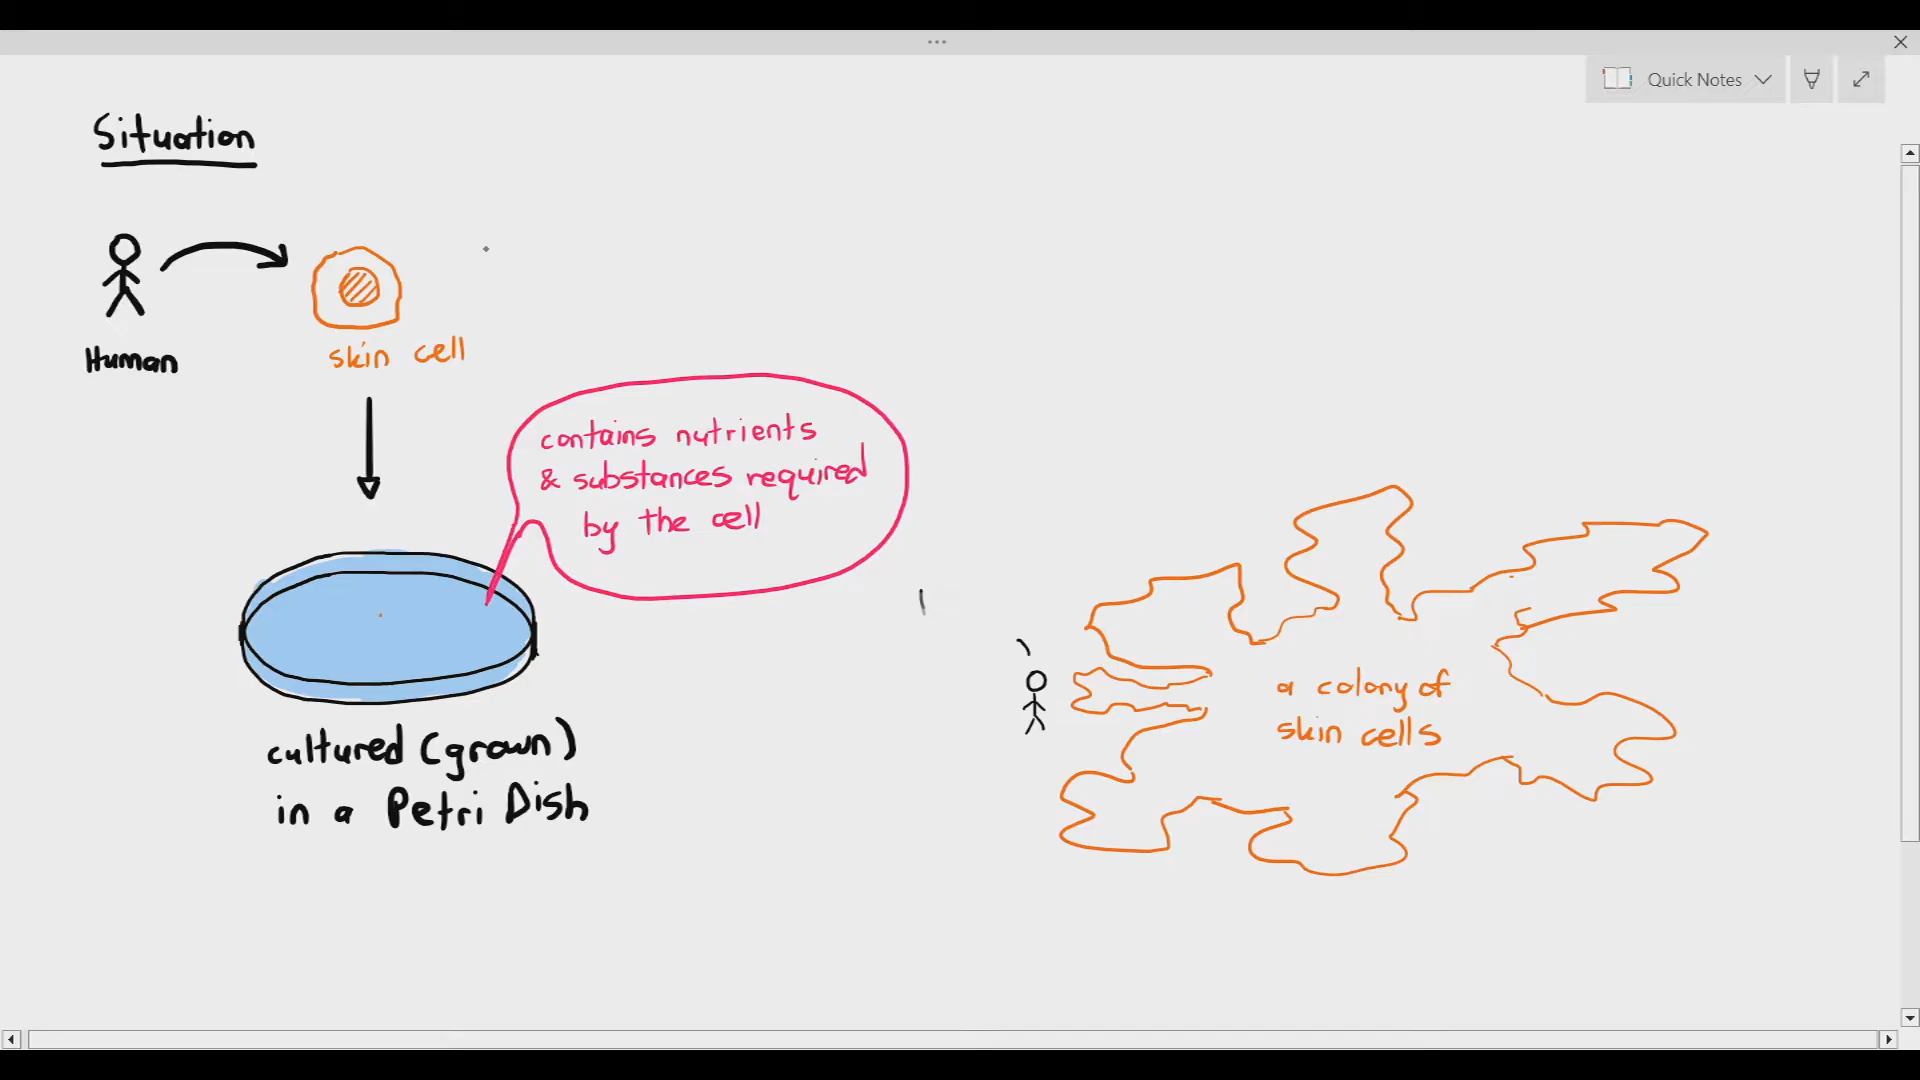 Quick Notes
Situation
Human
skin cell
contains nutrients
& substances required
by the cell
a colony of
skin cells
cultured (grown)
in a Petri Dish